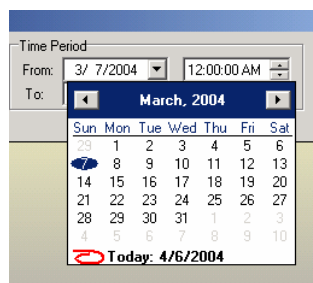 Time Period
From: 3/ 7/2004 12:00:00 AM
To:
March, 2004
Sun Mon Tue Wed Thu Fri Sat
29 1 2 3 4 5 6
7 8 9 10 11 12 13
14 15 16 17 18 19 20
21 22 23 24 25 26 27
28 29 30 31 1 2 3
4 5 6 7 8 9 10
Today: 4/6/2004